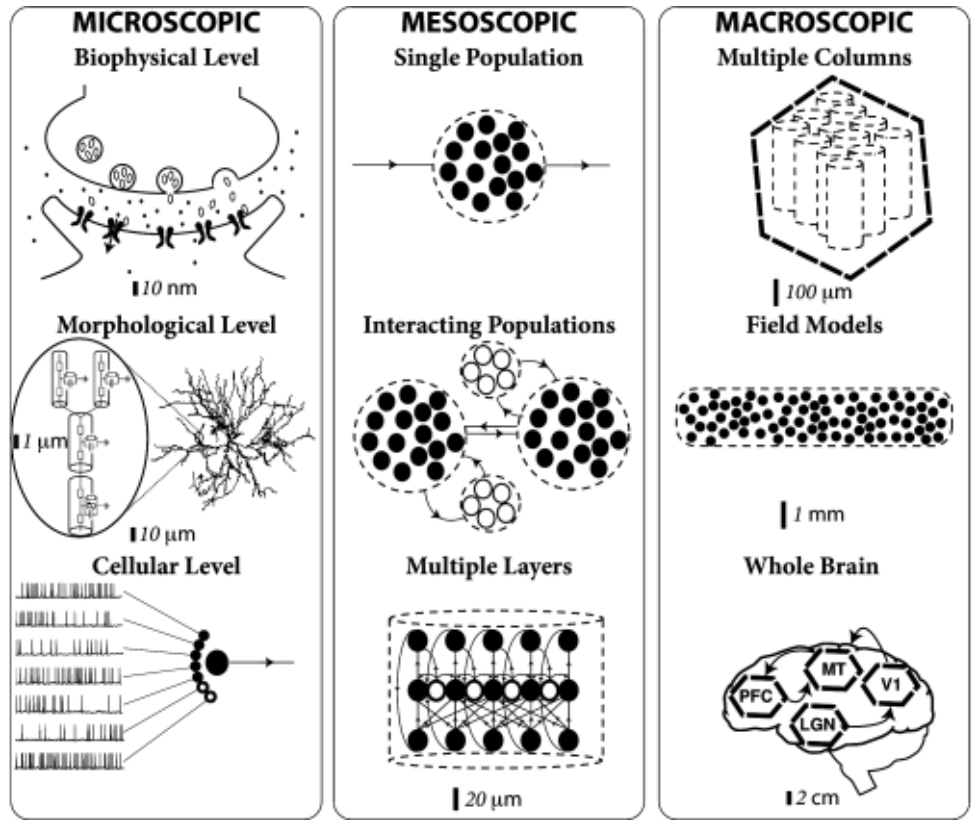 MICROSCOPIC
Biophysical Level
10 nm
Morphological Level
1 μm
10 μm
Cellular Level
MESOSCOPIC
Single Population
Interacting Populations
Multiple Layers
20 μm
MACROSCOPIC
Multiple Columns
100 μm
Field Models
1 mm
Whole Brain
MT
PFC
V1
LGN
2 cm